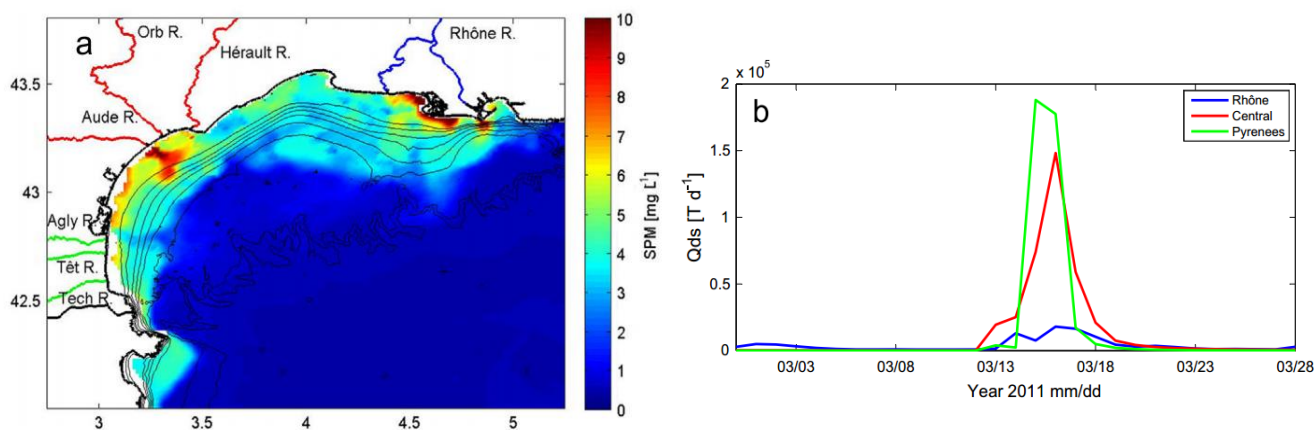 a
Orb R.
Hérault R.
Rhône R.
Aude R.
Agly R.
Têt R.
Tech R.
43.5
43
42.5
3 3.5 4 4.5 5
10
9
8
7
6
5
4
3
2
1
0
SPM [mg L⁻¹]
b
x 10⁵
2
1.5
1
0.5
0
Qds [T d⁻¹]
Rhône
Central
Pyrenees
03/03 03/08 03/13 03/18 03/23 03/28
Year 2011 mm/dd